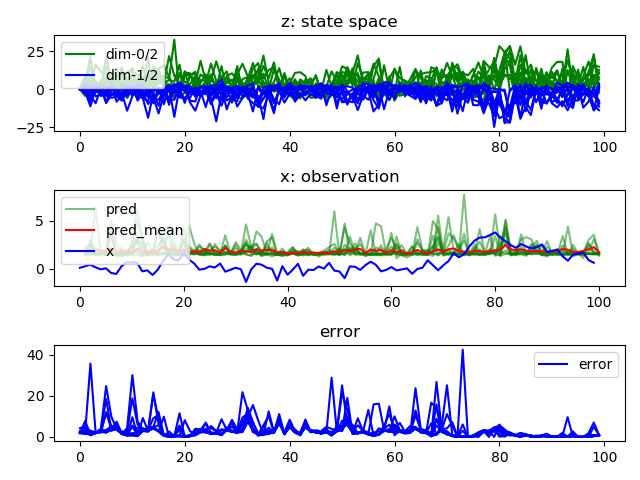 z: state space
25
0
−25
dim-0/2
dim-1/2
0 20 40 60 80 100
x: observation
5
0
pred
pred_mean
x
0 20 40 60 80 100
error
40
20
0
error
0 20 40 60 80 100